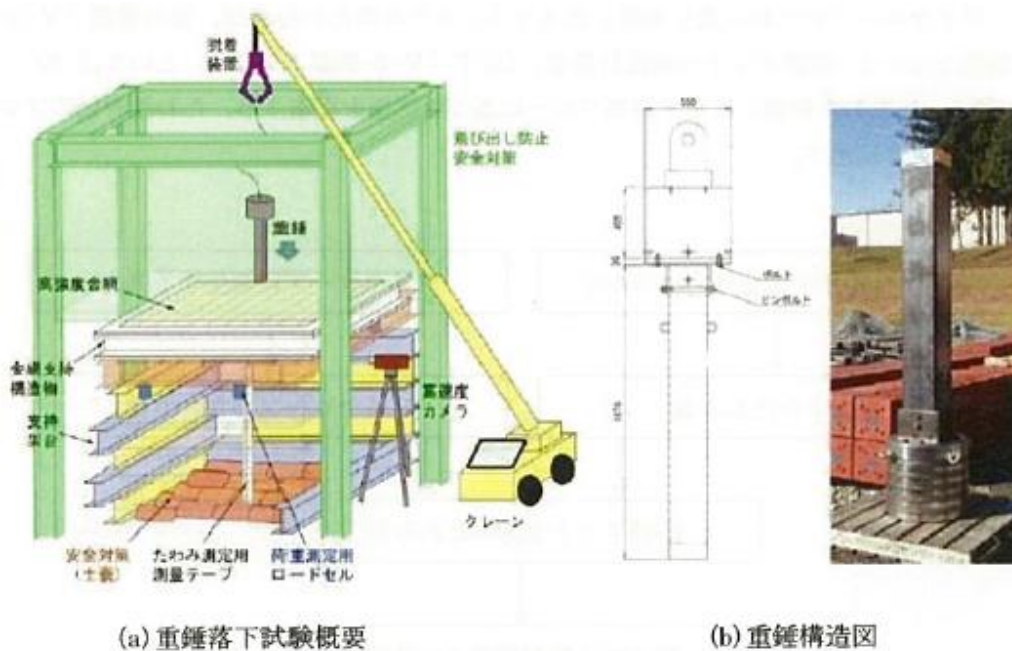 脱着
装置
飛び出し防止
安全対策
重錘
高強度金網
金網支持
構造物
支持
架台
高速度
カメラ
クレーン
安全対策
(土嚢)
たわみ測定用
測量テープ
荷重測定用
ロードセル
(a) 重錘落下試験概要
ボルト
ピンボルト
(b) 重錘構造図